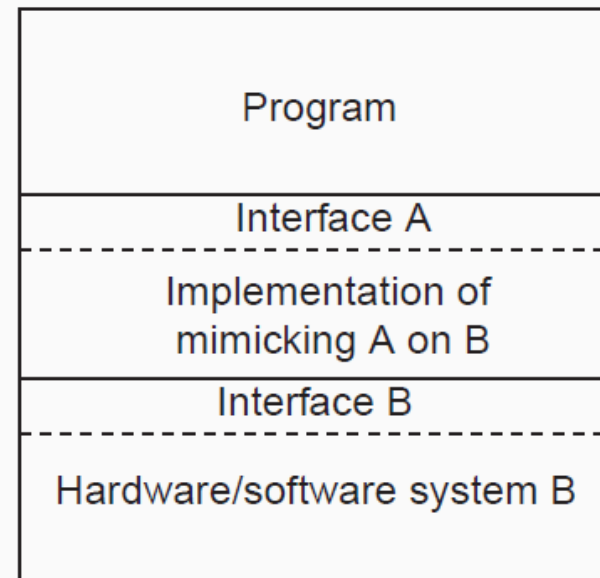 Program
Interface A
Implementation of
mimicking A on B
Interface B
Hardware/software system B